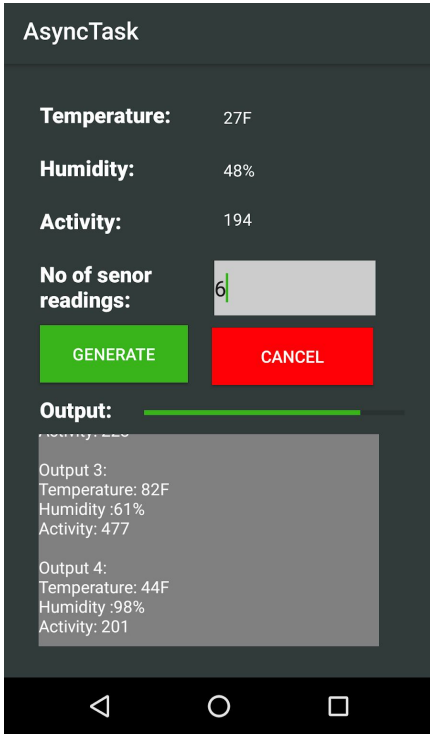 AsyncTask
Temperature: 27F
Humidity: 48%
Activity: 194
No of senor
readings: 6
GENERATE CANCEL
Output:
Output 3:
Temperature: 82F
Humidity :61%
Activity: 477
Output 4:
Temperature: 44F
Humidity :98%
Activity: 201